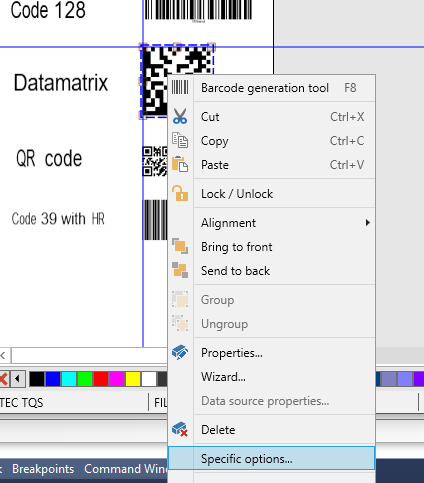 Code 128
Datamatrix
Barcode generation tool F8
Cut Ctrl+X
Copy Ctrl+C
QR code
Paste Ctrl+V
Lock / Unlock
Code 39 with HR
Alignment
Bring to front
Send to back
Group
Ungroup
Properties...
Wizard...
Data source properties...
TEC TQS
Delete
Specific options...
Breakpoints Command